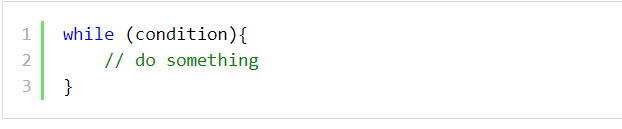 1 while (condition){
2     // do something
3 }